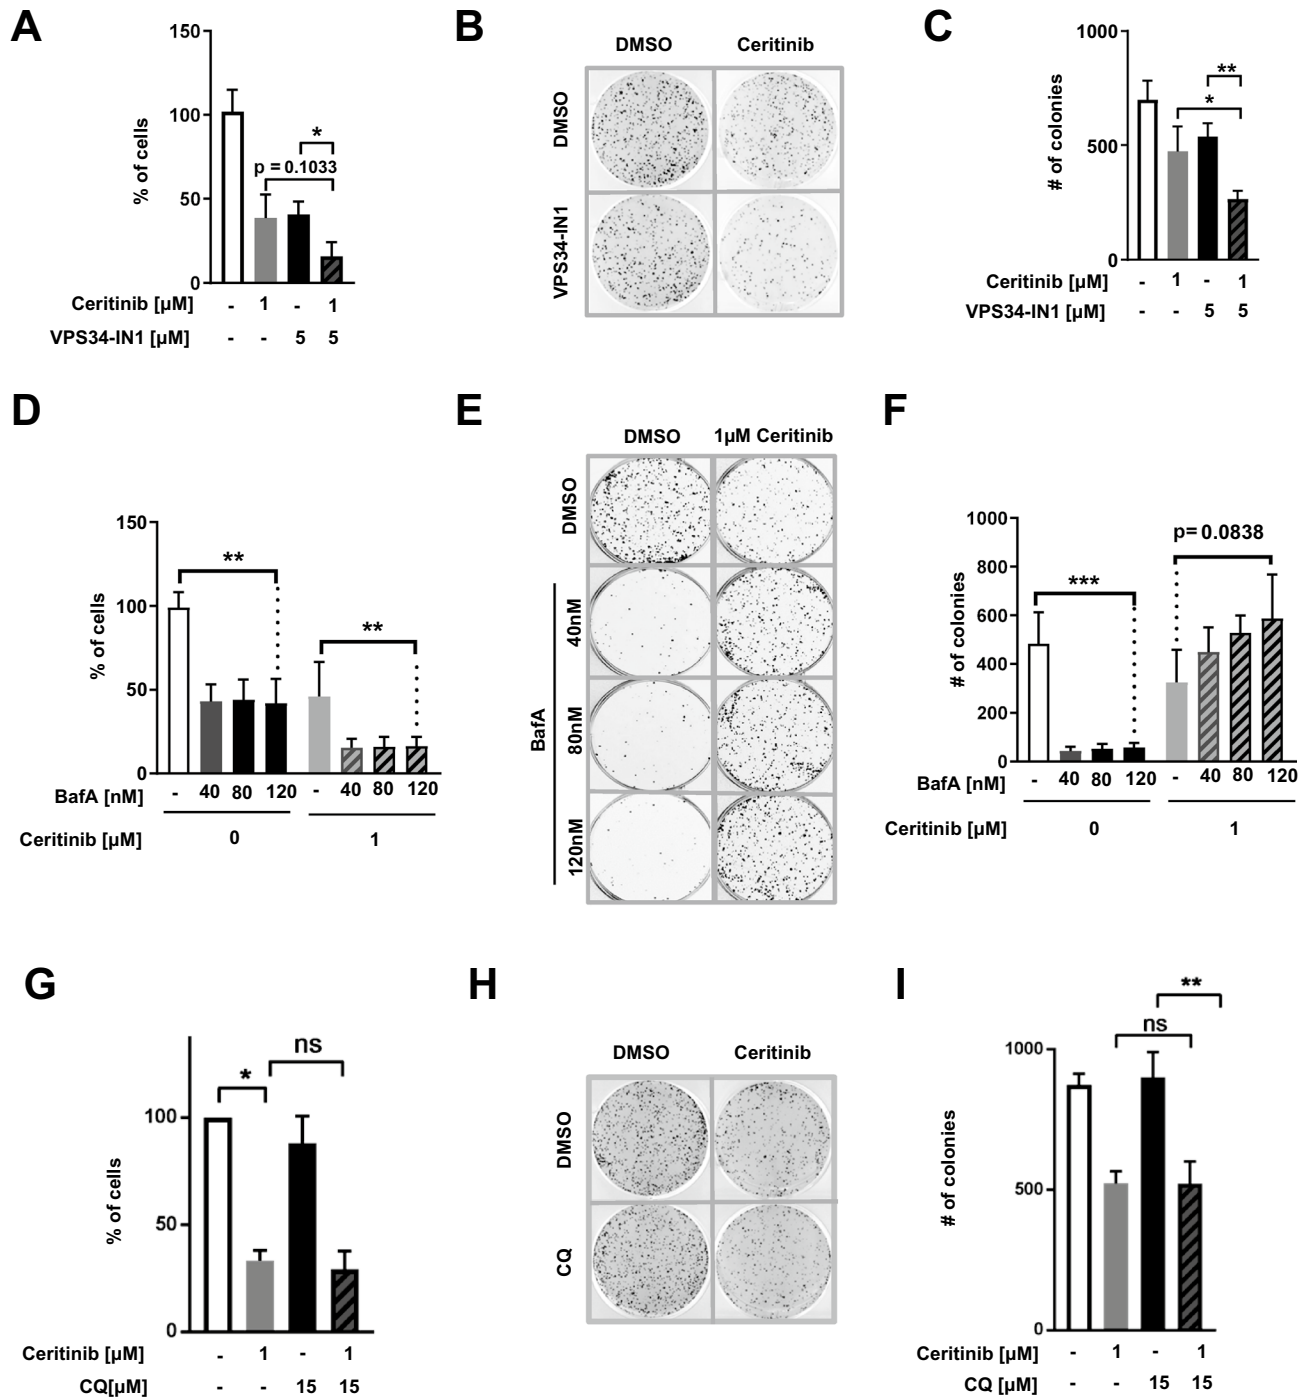 A
150
100
50
0
% of cells
*
p = 0.1033
Ceritinib [µM] - 1 - 1
VPS34-IN1 [µM] - - 5 5
B
DMSO Ceritinib
DMSO
VPS34-IN1
C
1000
500
0
# of colonies
**
*
Ceritinib [µM] - 1 - 1
VPS34-IN1 [µM] - - 5 5
D
150
100
50
0
% of cells
**
**
BafA [nM] - 40 80 120 - 40 80 120
Ceritinib [µM] 0 1
E
DMSO 1µM Ceritinib
DMSO
BafA
40nM
80nM
120nM
F
1000
800
600
400
200
0
# of colonies
***
p= 0.0838
BafA [nM] - 40 80 120 - 40 80 120
Ceritinib [µM] 0 1
G
100
50
0
% of cells
*
ns
Ceritinib [µM] - 1 - 1
CQ[µM] - - 15 15
H
DMSO Ceritinib
DMSO
CQ
I
1000
500
0
# of colonies
**
ns
Ceritinib [µM] - 1 - 1
CQ [µM] - - 15 15